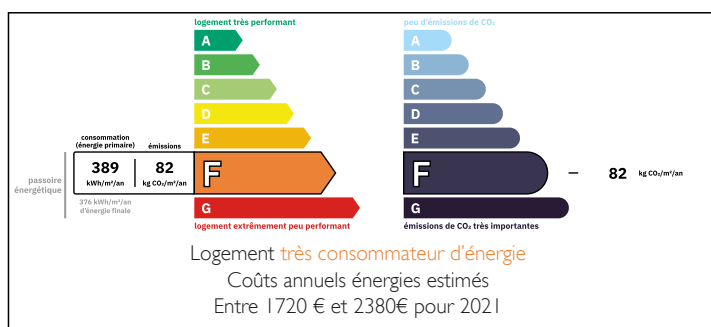 logement très performant
A
B
C
D
E
consommation
(énergie primaire)
émissions
389
kWh/m²/an
82
kg CO₂/m²/an
F
passoire
énergétique
376 kWh/m²/an
d'énergie finale
G
logement extrêmement peu performant
peu d'émissions de CO₂
A
B
C
D
E
F
82
kg CO₂/m²/an
G
émissions de CO₂ très importantes
Logement très consommateur d'énergie
Coûts annuels énergies estimés
Entre 1720 € et 2380€ pour 2021